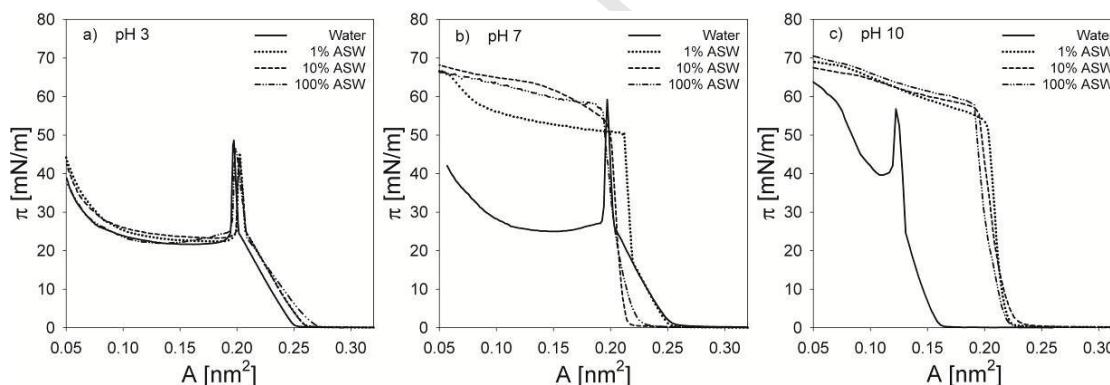 a) pH 3
Water
1% ASW
10% ASW
100% ASW
80
70
60
50
40
30
20
10
0
π [mN/m]
0.05 0.10 0.15 0.20 0.25 0.30
A [nm²]
b) pH 7
Water
1% ASW
10% ASW
100% ASW
80
70
60
50
40
30
20
10
0
π [mN/m]
0.05 0.10 0.15 0.20 0.25 0.30
A [nm²]
c) pH 10
Water
1% ASW
10% ASW
100% ASW
80
70
60
50
40
30
20
10
0
π [mN/m]
0.05 0.10 0.15 0.20 0.25 0.30
A [nm²]